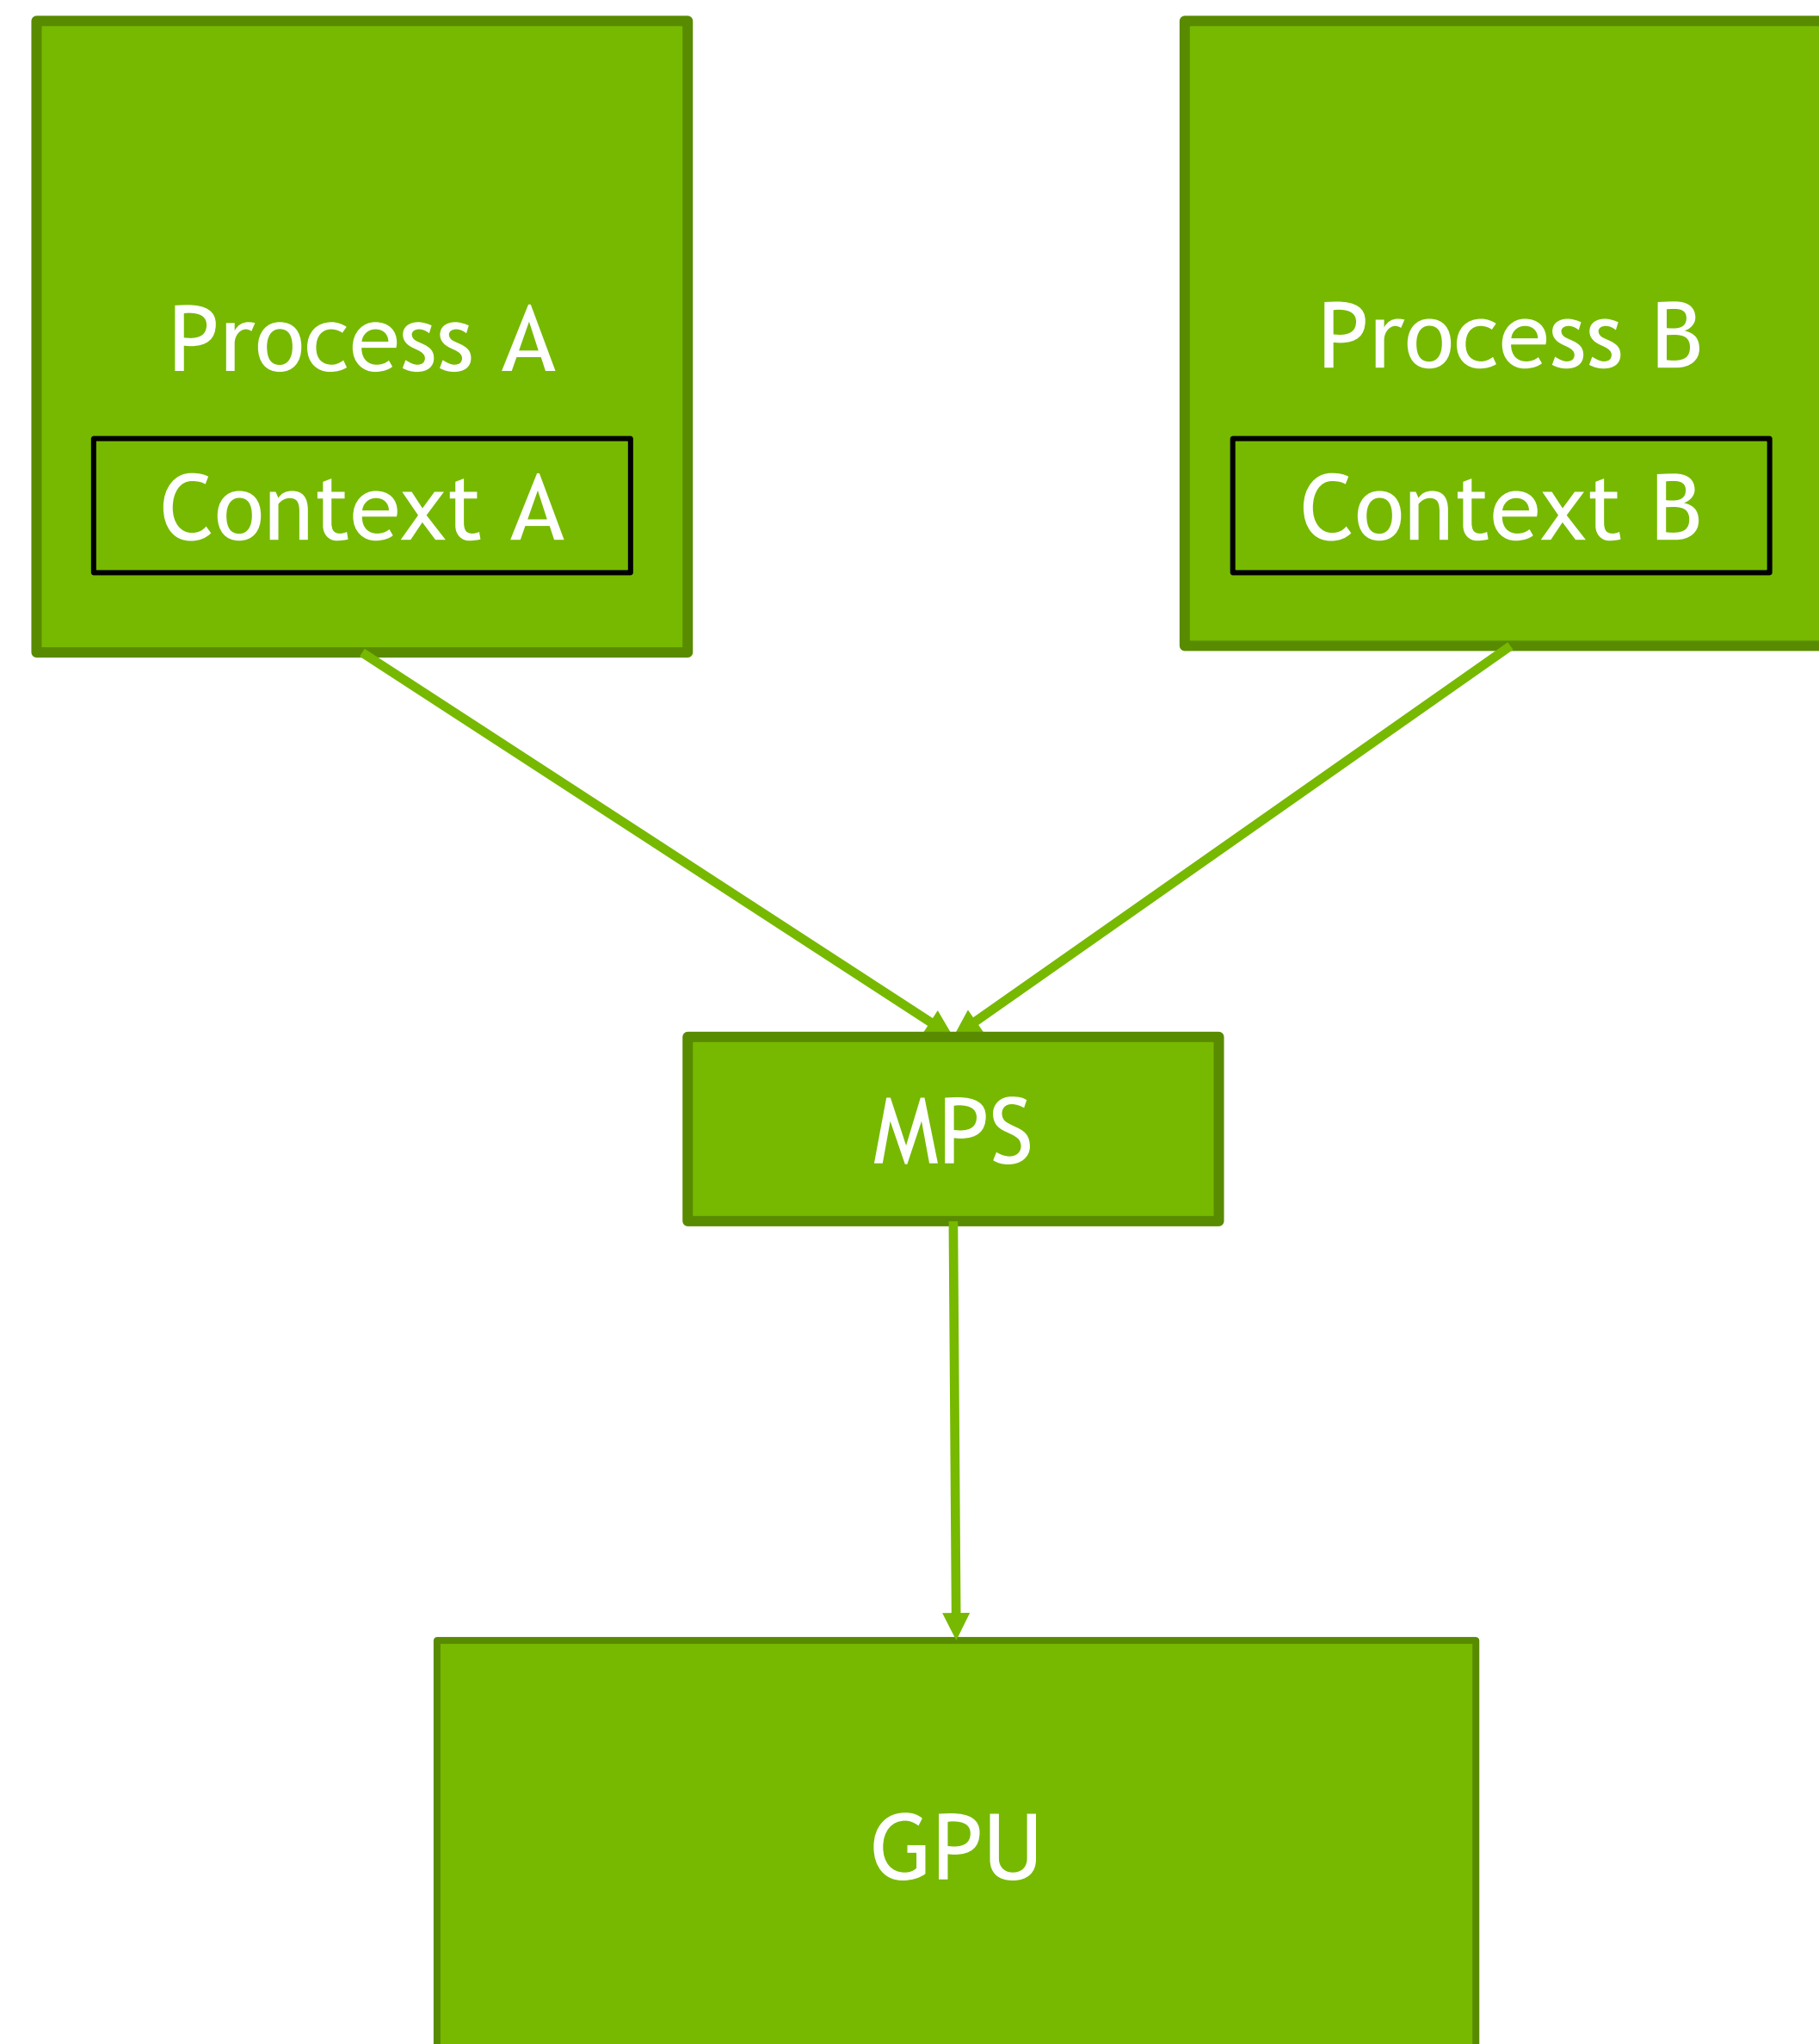 Process A
Context A
Process B
Context B
MPS
GPU